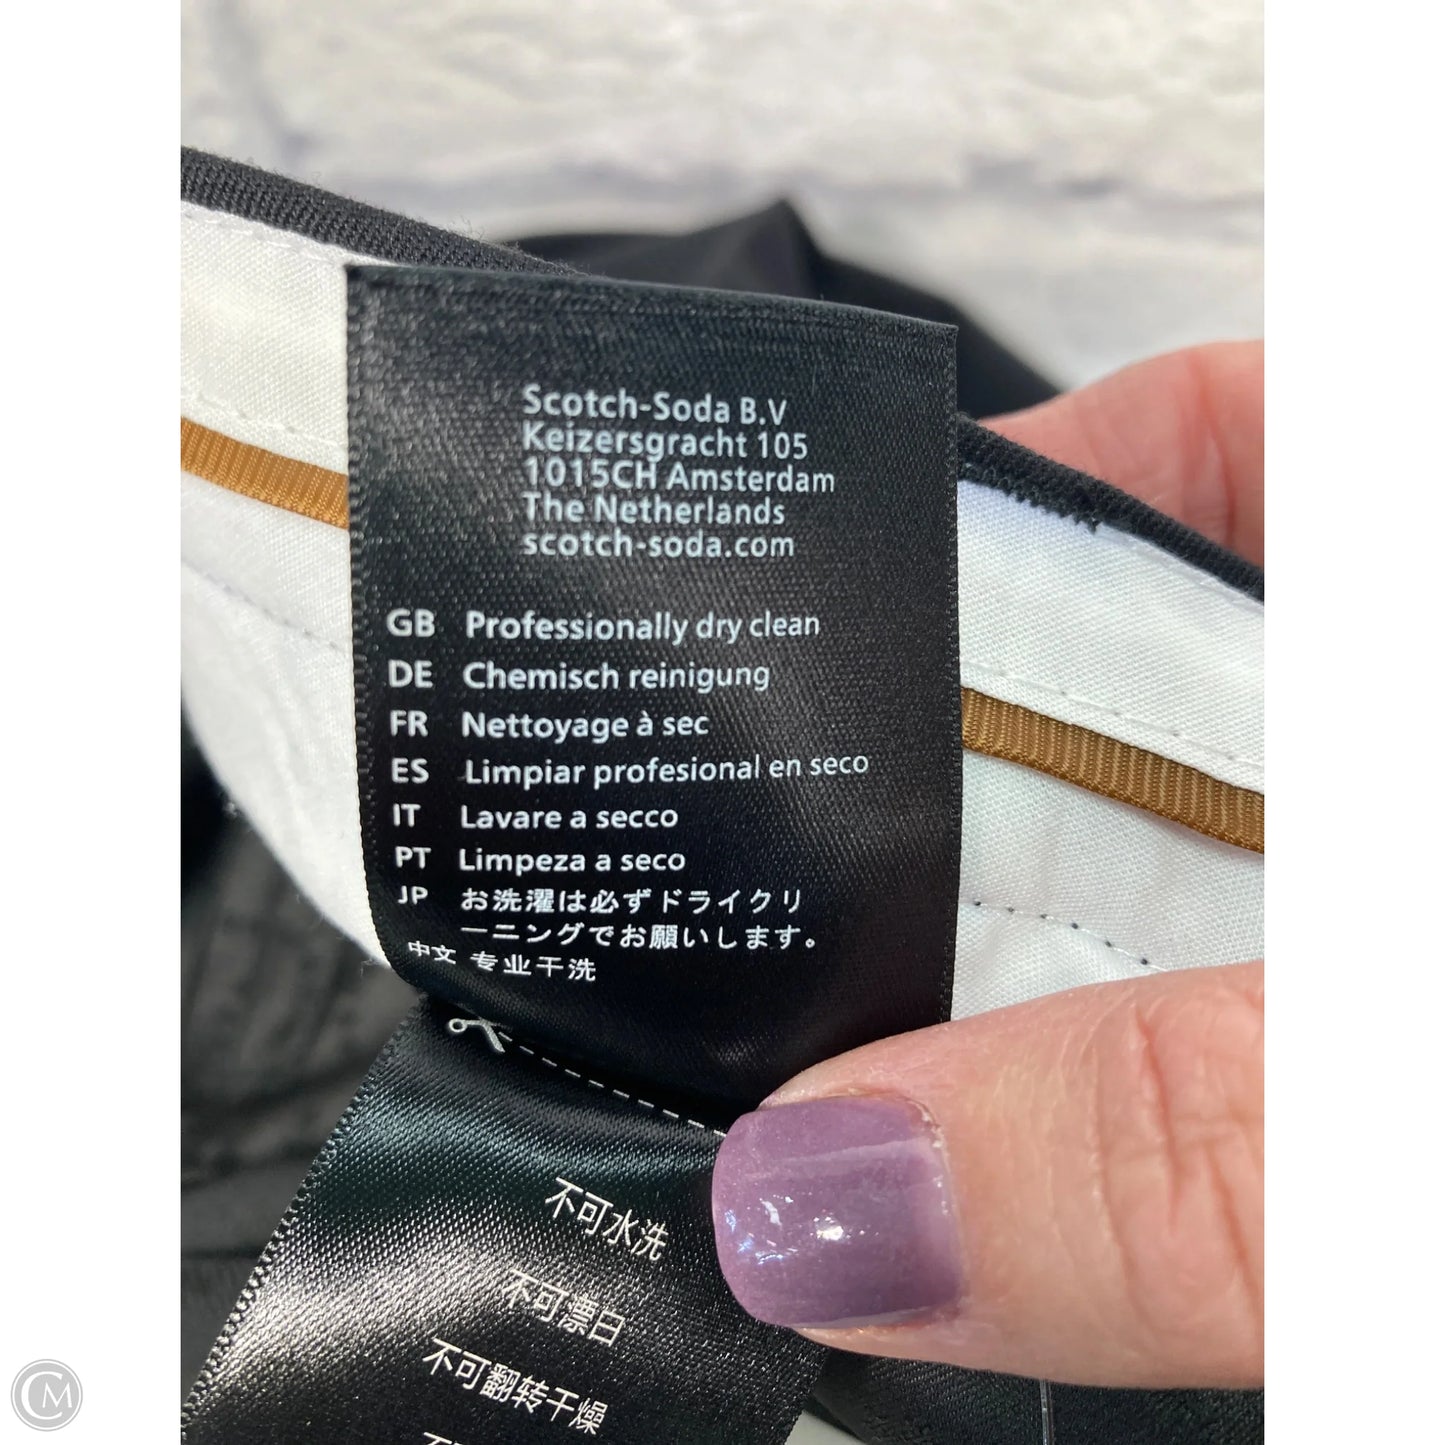 Scotch-Soda B.V
Keizersgracht 105
1015CH Amsterdam
The Netherlands
scotch-soda.com
GB Professionally dry clean
DE Chemisch reinigung
FR Nettoyage à sec
ES Limpiar profesional en seco
IT Lavare a secco
PT Limpeza a seco
JP お洗濯は必ずドライクリ
ーニングでお願いします。
中文 专业干洗
不可水洗
不可漂白
不可翻转干燥
CM